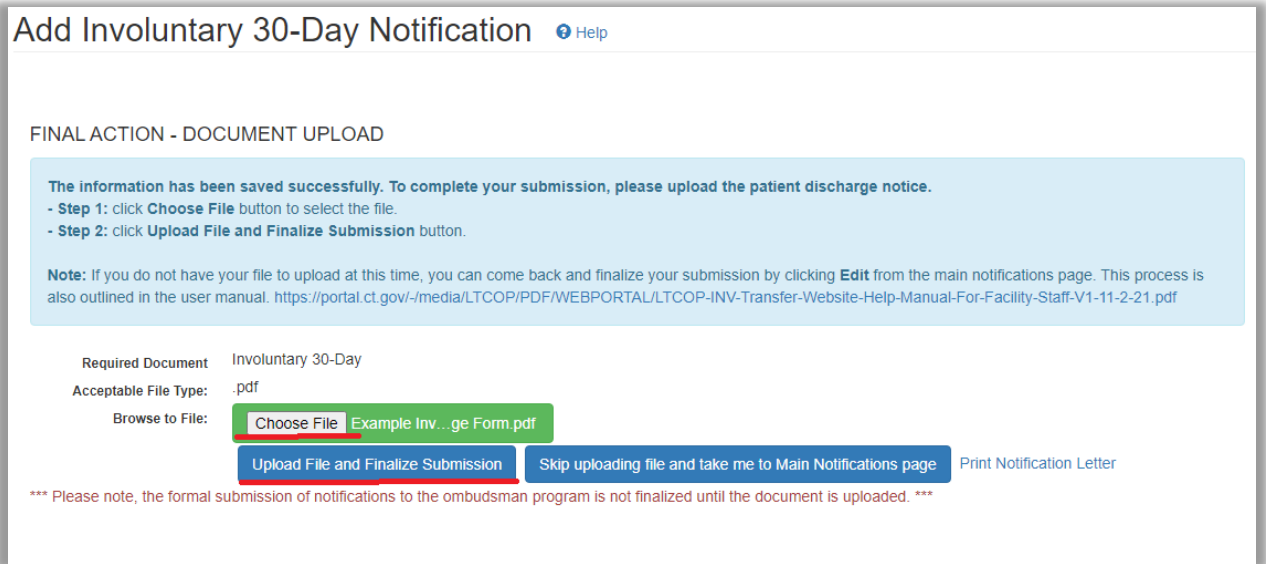 Add Involuntary 30-Day Notification ? Help
FINAL ACTION - DOCUMENT UPLOAD
The information has been saved successfully. To complete your submission, please upload the patient discharge notice.
- Step 1: click Choose File button to select the file.
- Step 2: click Upload File and Finalize Submission button.
Note: If you do not have your file to upload at this time, you can come back and finalize your submission by clicking Edit from the main notifications page. This process is
also outlined in the user manual. https://portal.ct.gov/-/media/LTCOP/PDF/WEBPORTAL/LTCOP-INV-Transfer-Website-Help-Manual-For-Facility-Staff-V1-11-2-21.pdf
Required Document Involuntary 30-Day
Acceptable File Type: .pdf
Browse to File: Choose File Example Inv...ge Form.pdf
Upload File and Finalize Submission Skip uploading file and take me to Main Notifications page Print Notification Letter
*** Please note, the formal submission of notifications to the ombudsman program is not finalized until the document is uploaded. ***